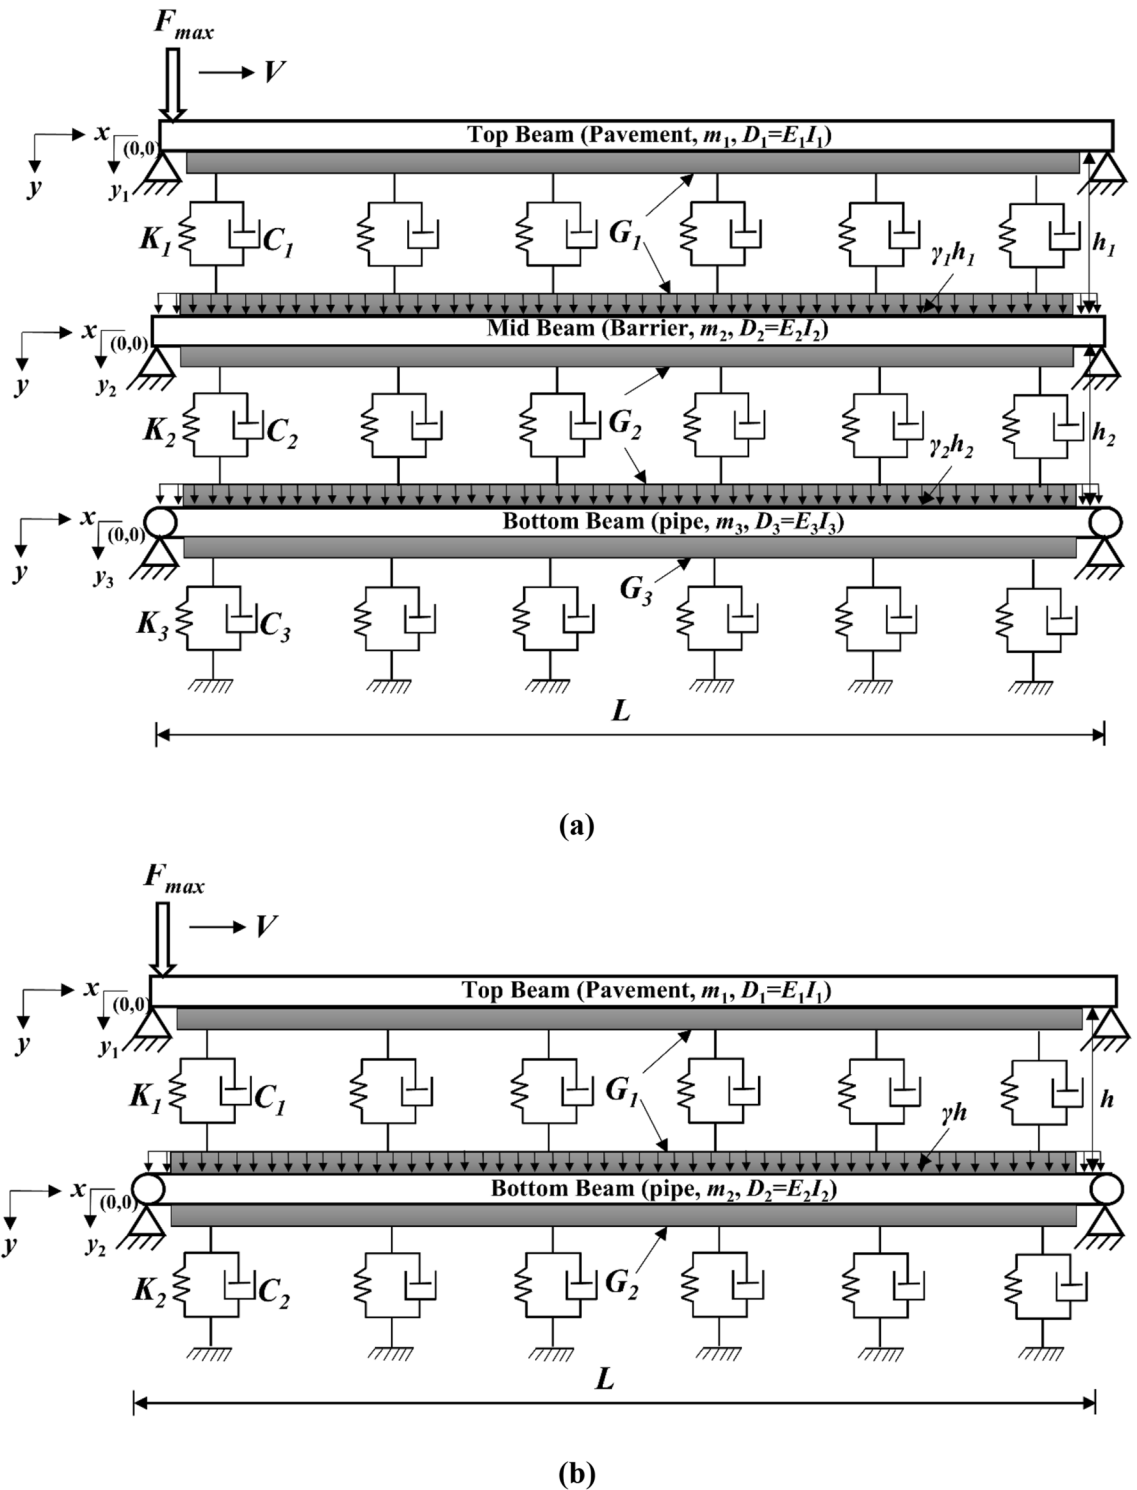 Fmax
V
x
(0,0)
Top Beam (Pavement, m1, D1=E1I1)
y
y1
K1
C1
G1
h1
γ1h1
x
(0,0)
Mid Beam (Barrier, m2, D2=E2I2)
y
y2
K2
C2
G2
h2
γ2h2
x
(0,0)
Bottom Beam (pipe, m3, D3=E3I3)
y
y3
G3
K3
C3
L
(a)
Fmax
V
x
(0,0)
Top Beam (Pavement, m1, D1=E1I1)
y
y1
K1
C1
G1
h
γh
x
(0,0)
Bottom Beam (pipe, m2, D2=E2I2)
y
y2
K2
C2
G2
L
(b)